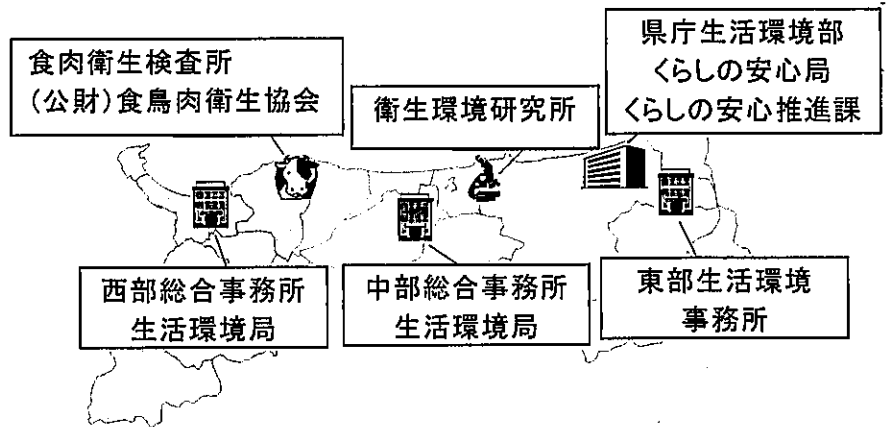 食肉衛生検査所
(公財)食鳥肉衛生協会
衛生環境研究所
県庁生活環境部
くらしの安心局
くらしの安心推進課
西部総合事務所
生活環境局
中部総合事務所
生活環境局
東部生活環境
事務所